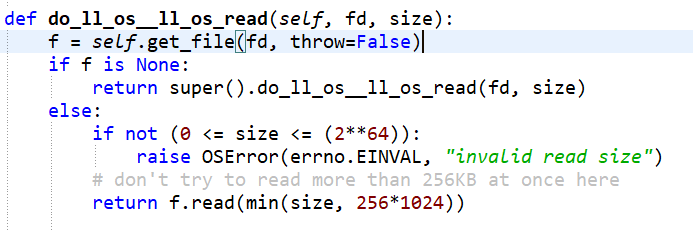 def do_ll_os__ll_os_read(self, fd, size):
    f = self.get_file(fd, throw=False)
    if f is None:
        return super().do_ll_os__ll_os_read(fd, size)
    else:
        if not (0 <= size <= (2**64)):
            raise OSError(errno.EINVAL, "invalid read size")
        # don't try to read more than 256KB at once here
        return f.read(min(size, 256*1024))